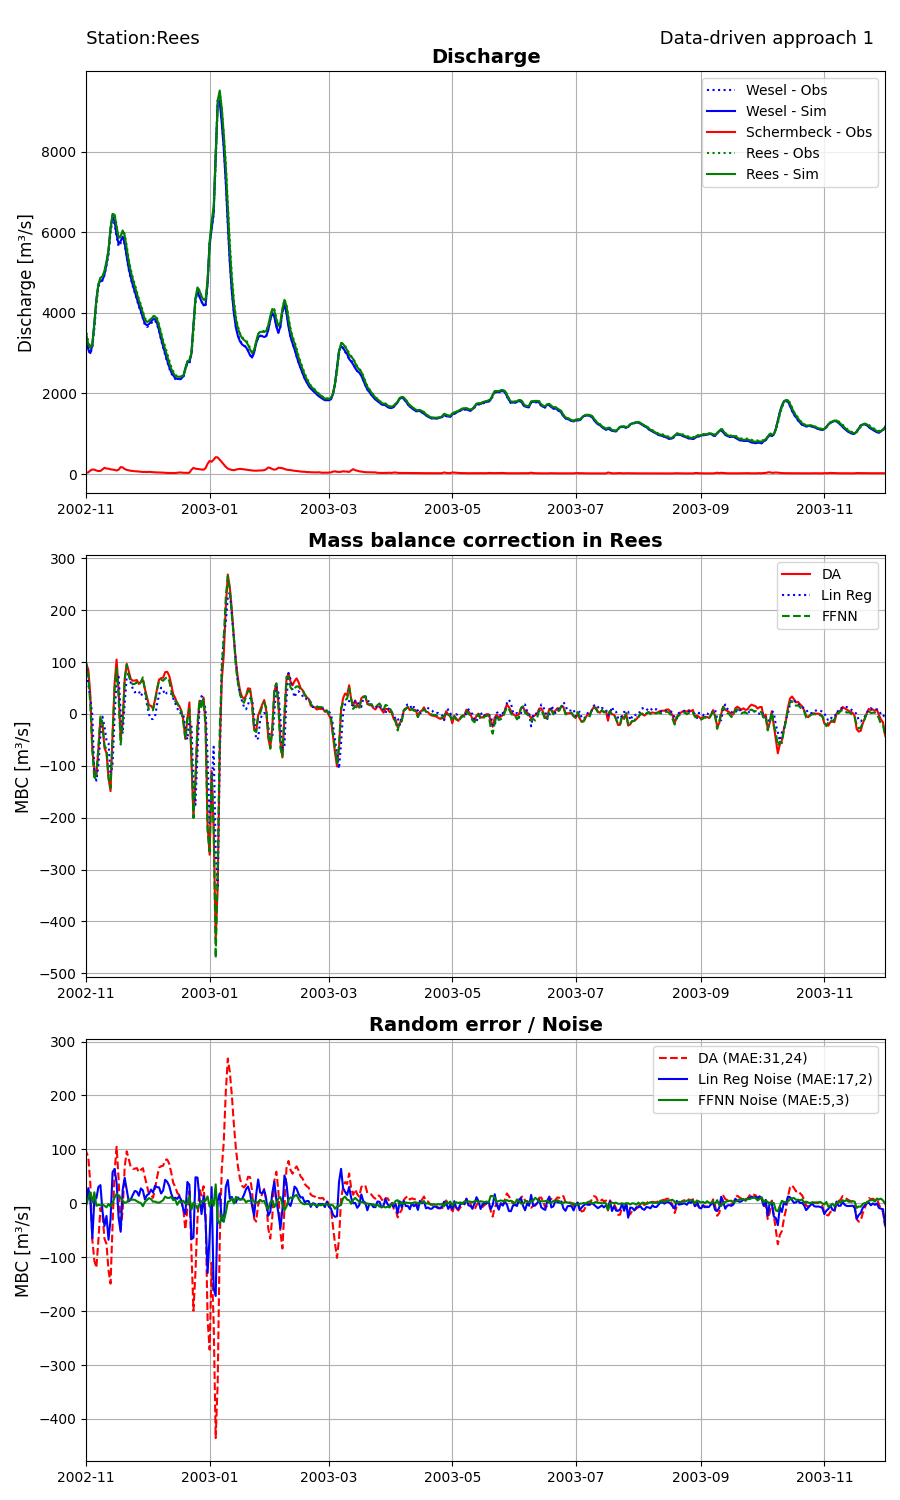 Station:Rees
Data-driven approach 1
Discharge
Wesel - Obs
Wesel - Sim
Schermbeck - Obs
Rees - Obs
Rees - Sim
Discharge [m³/s]
8000
6000
4000
2000
0
2002-11 2003-01 2003-03 2003-05 2003-07 2003-09 2003-11
Mass balance correction in Rees
DA
Lin Reg
FFNN
MBC [m³/s]
300
200
100
0
−100
−200
−300
−400
−500
2002-11 2003-01 2003-03 2003-05 2003-07 2003-09 2003-11
Random error / Noise
DA (MAE:31,24)
Lin Reg Noise (MAE:17,2)
FFNN Noise (MAE:5,3)
MBC [m³/s]
300
200
100
0
−100
−200
−300
−400
2002-11 2003-01 2003-03 2003-05 2003-07 2003-09 2003-11